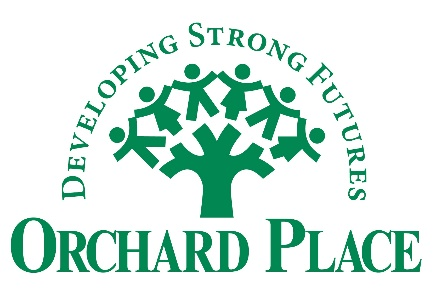 DEVELOPING STRONG FUTURES
ORCHARD PLACE